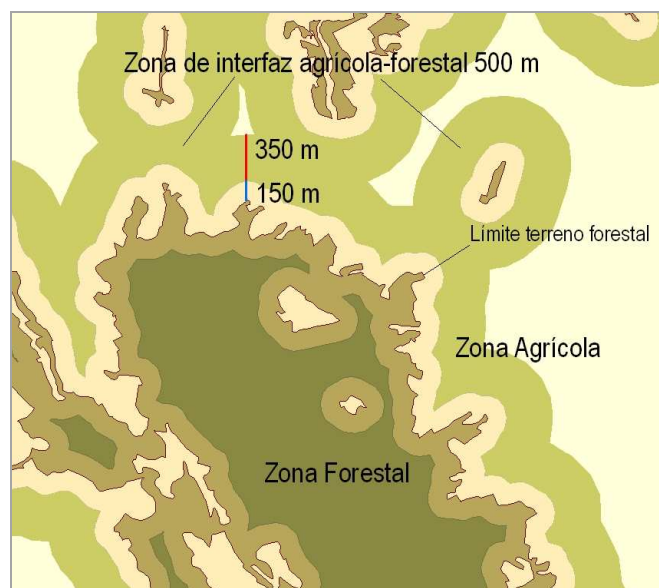 Zona de interfaz agrícola-forestal 500 m
350 m
150 m
Límite terreno forestal
Zona Agrícola
Zona Forestal